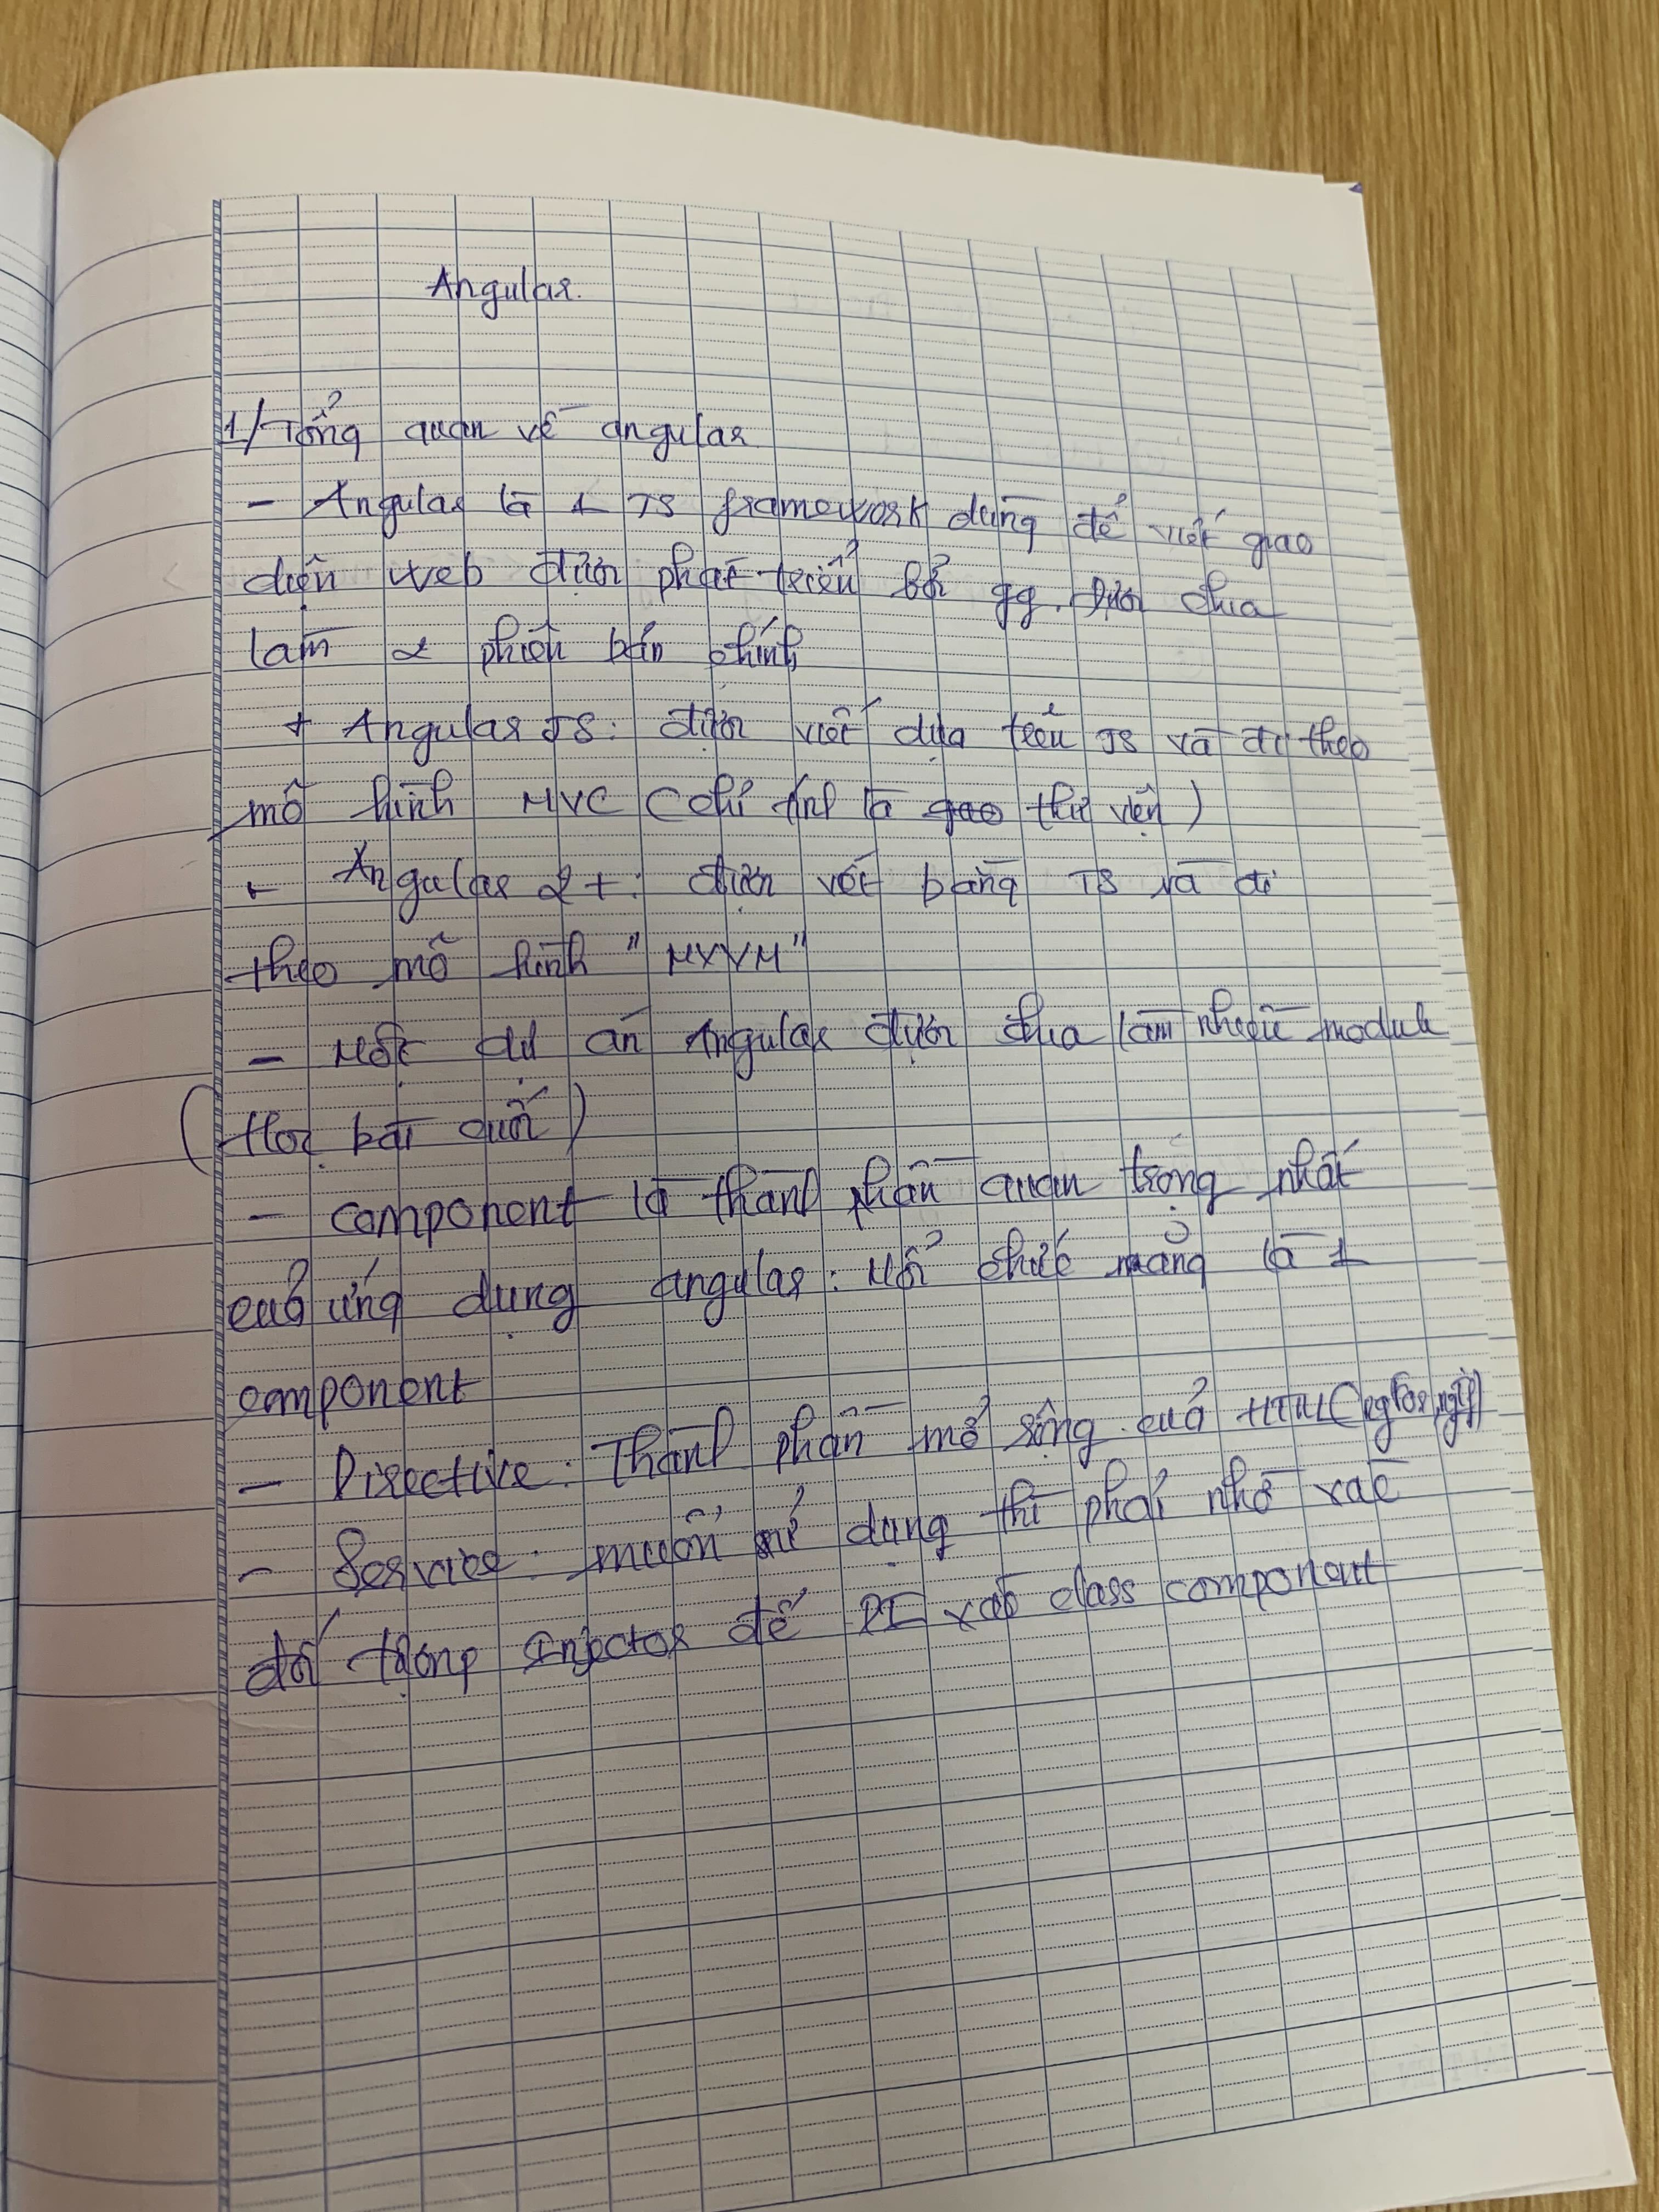 Angular.
1/ Tổng quan về angular
- Angular là 1 TS framework dùng để viết giao
diện web được phát triển bởi gg. Được chia
làm 2 phiên bản chính
+ Angular JS: được viết dựa trên JS và đi theo
mô hình MVC (chỉ tính là thư viện)
+ Angular 2+: được viết bằng TS và đi
theo mô hình "MVVM"
- Một dự án Angular được chia làm nhiều module
(Học bài cuối)
- component là thành phần quan trọng nhất
của ứng dụng angular: Mỗi chức năng là 1
component
- Directive: Thành phần mở rộng của HTML (ngfor, ngif)
- Service: muốn sử dụng thì phải nhờ vào
đối tượng Injector để DI vào class component